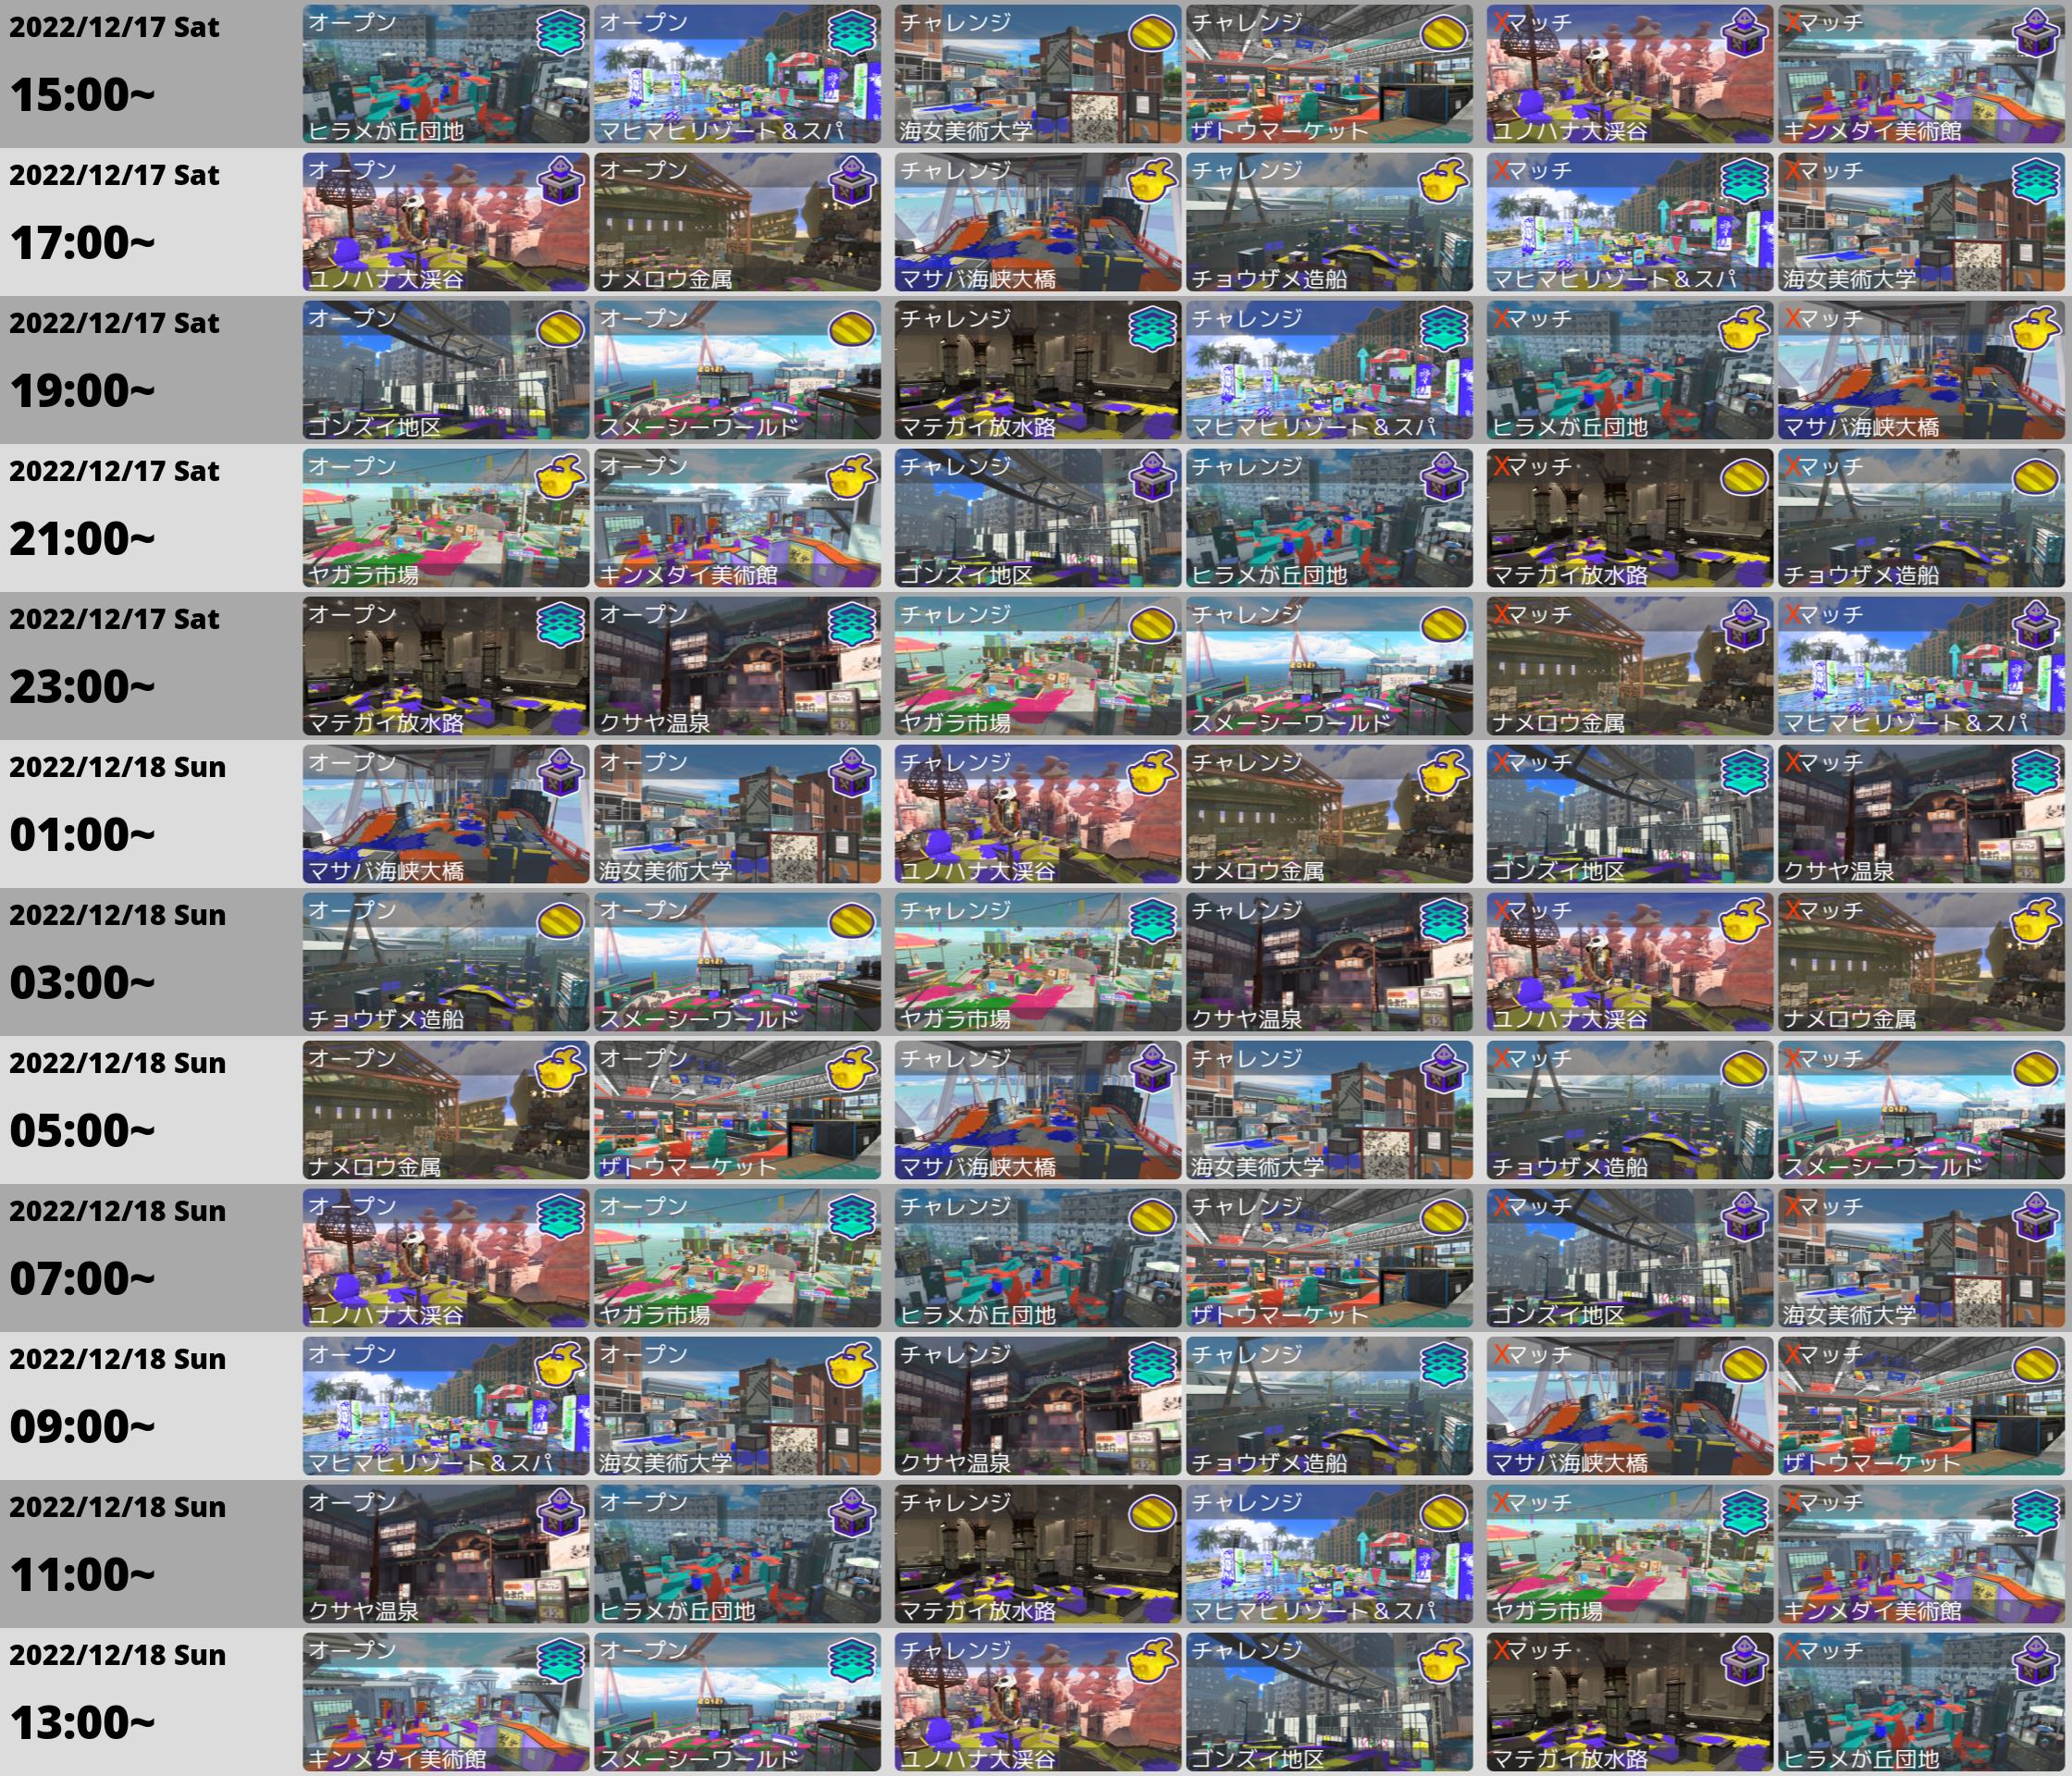 2022/12/17 Sat
15:00~
オープン オープン チャレンジ チャレンジ Xマッチ Xマッチ
ヒラメが丘団地 マヒマヒリゾート＆スパ 海女美術大学 ザトウマーケット ユノハナ大渓谷 キンメダイ美術館
2022/12/17 Sat
17:00~
オープン オープン チャレンジ チャレンジ Xマッチ Xマッチ
ユノハナ大渓谷 ナメロウ金属 マサバ海峡大橋 チョウザメ造船 マヒマヒリゾート＆スパ 海女美術大学
2022/12/17 Sat
19:00~
オープン オープン チャレンジ チャレンジ Xマッチ Xマッチ
ゴンズイ地区 スメーシーワールド マテガイ放水路 マヒマヒリゾート＆スパ ヒラメが丘団地 マサバ海峡大橋
2022/12/17 Sat
21:00~
オープン オープン チャレンジ チャレンジ Xマッチ Xマッチ
ヤガラ市場 キンメダイ美術館 ゴンズイ地区 ヒラメが丘団地 マテガイ放水路 チョウザメ造船
2022/12/17 Sat
23:00~
オープン オープン チャレンジ チャレンジ Xマッチ Xマッチ
マテガイ放水路 クサヤ温泉 ヤガラ市場 スメーシーワールド ナメロウ金属 マヒマヒリゾート＆スパ
2022/12/18 Sun
01:00~
オープン オープン チャレンジ チャレンジ Xマッチ Xマッチ
マサバ海峡大橋 海女美術大学 ユノハナ大渓谷 ナメロウ金属 ゴンズイ地区 クサヤ温泉
2022/12/18 Sun
03:00~
オープン オープン チャレンジ チャレンジ Xマッチ Xマッチ
チョウザメ造船 スメーシーワールド ヤガラ市場 クサヤ温泉 ユノハナ大渓谷 ナメロウ金属
2022/12/18 Sun
05:00~
オープン オープン チャレンジ チャレンジ Xマッチ Xマッチ
ナメロウ金属 ザトウマーケット マサバ海峡大橋 海女美術大学 チョウザメ造船 スメーシーワールド
2022/12/18 Sun
07:00~
オープン オープン チャレンジ チャレンジ Xマッチ Xマッチ
ユノハナ大渓谷 ヤガラ市場 ヒラメが丘団地 ザトウマーケット ゴンズイ地区 海女美術大学
2022/12/18 Sun
09:00~
オープン オープン チャレンジ チャレンジ Xマッチ Xマッチ
マヒマヒリゾート＆スパ 海女美術大学 クサヤ温泉 チョウザメ造船 マサバ海峡大橋 ザトウマーケット
2022/12/18 Sun
11:00~
オープン オープン チャレンジ チャレンジ Xマッチ Xマッチ
クサヤ温泉 ヒラメが丘団地 マテガイ放水路 マヒマヒリゾート＆スパ ヤガラ市場 キンメダイ美術館
2022/12/18 Sun
13:00~
オープン オープン チャレンジ チャレンジ Xマッチ Xマッチ
キンメダイ美術館 スメーシーワールド ユノハナ大渓谷 ゴンズイ地区 マテガイ放水路 ヒラメが丘団地